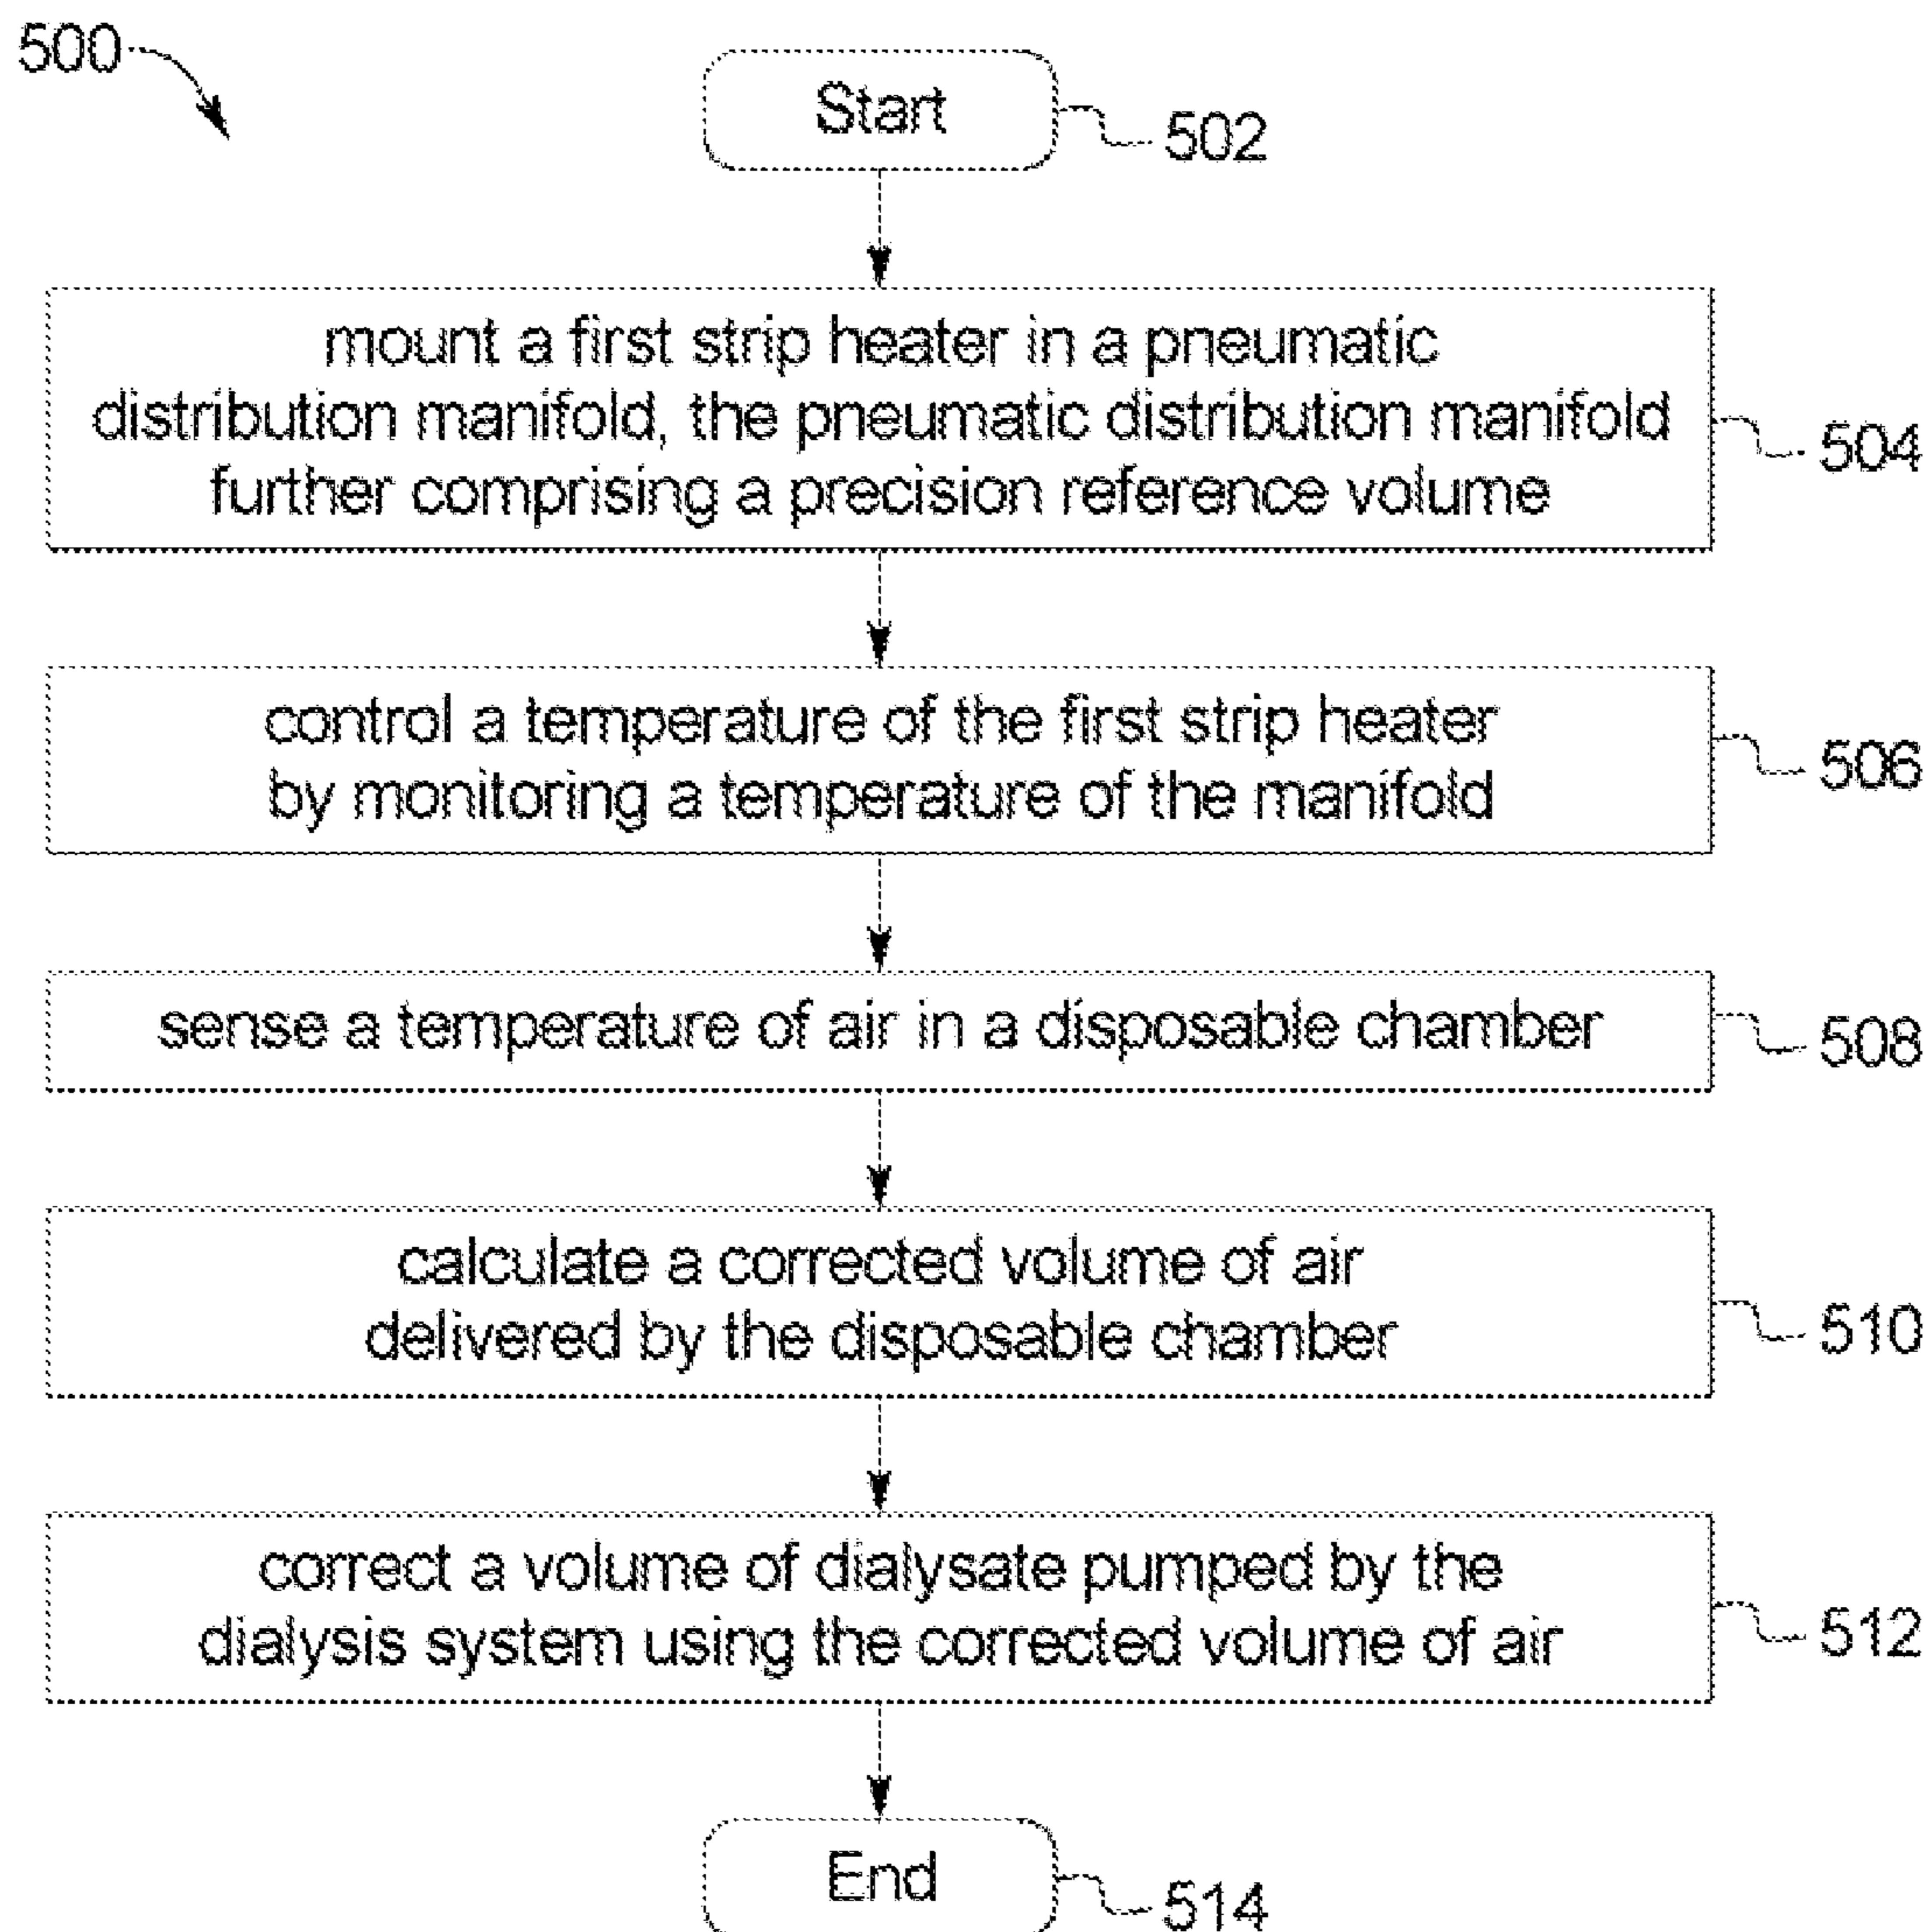 500
Start
502
mount a first strip heater in a pneumatic
distribution manifold, the pneumatic distribution manifold
further comprising a precision reference volume
504
control a temperature of the first strip heater
by monitoring a temperature of the manifold
506
sense a temperature of air in a disposable chamber
508
calculate a corrected volume of air
delivered by the disposable chamber
510
correct a volume of dialysate pumped by the
dialysis system using the corrected volume of air
512
End
514